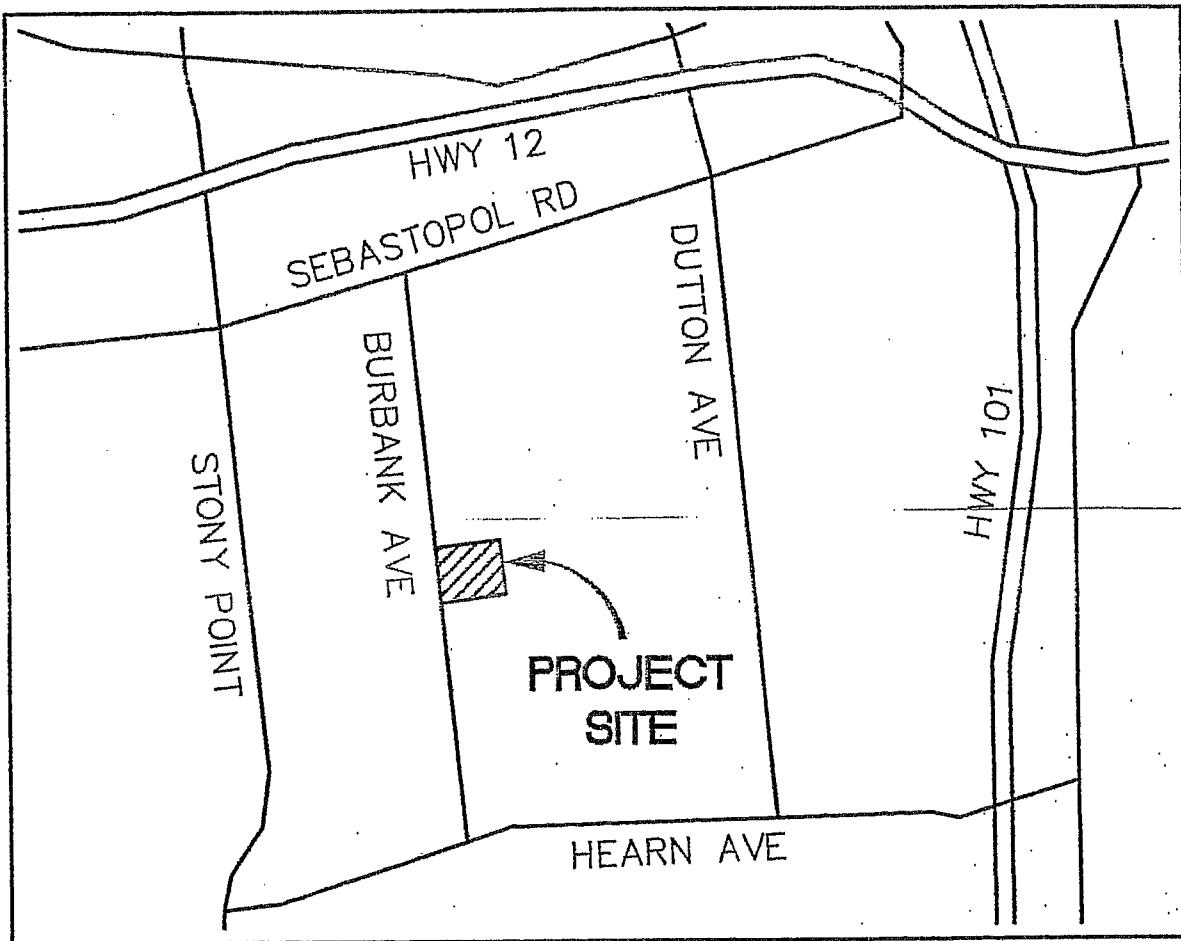 HWY 12
SEBASTOPOL RD
DUTTON AVE
BURBANK AVE
HWY 101
STONY POINT
PROJECT
SITE
HEARN AVE